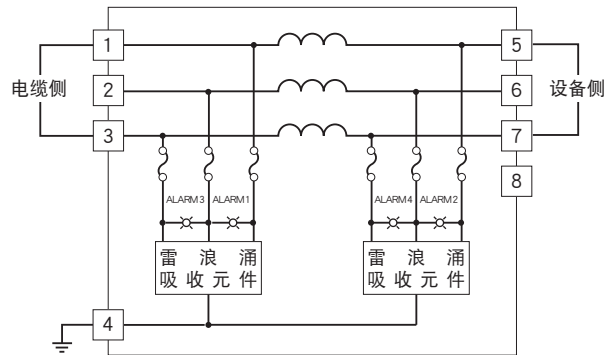 1
5
电缆侧
2
6
设备侧
3
7
8
ALARM3
ALARM1
ALARM4
ALARM2
雷 浪 涌
吸收元件
雷 浪 涌
吸收元件
4